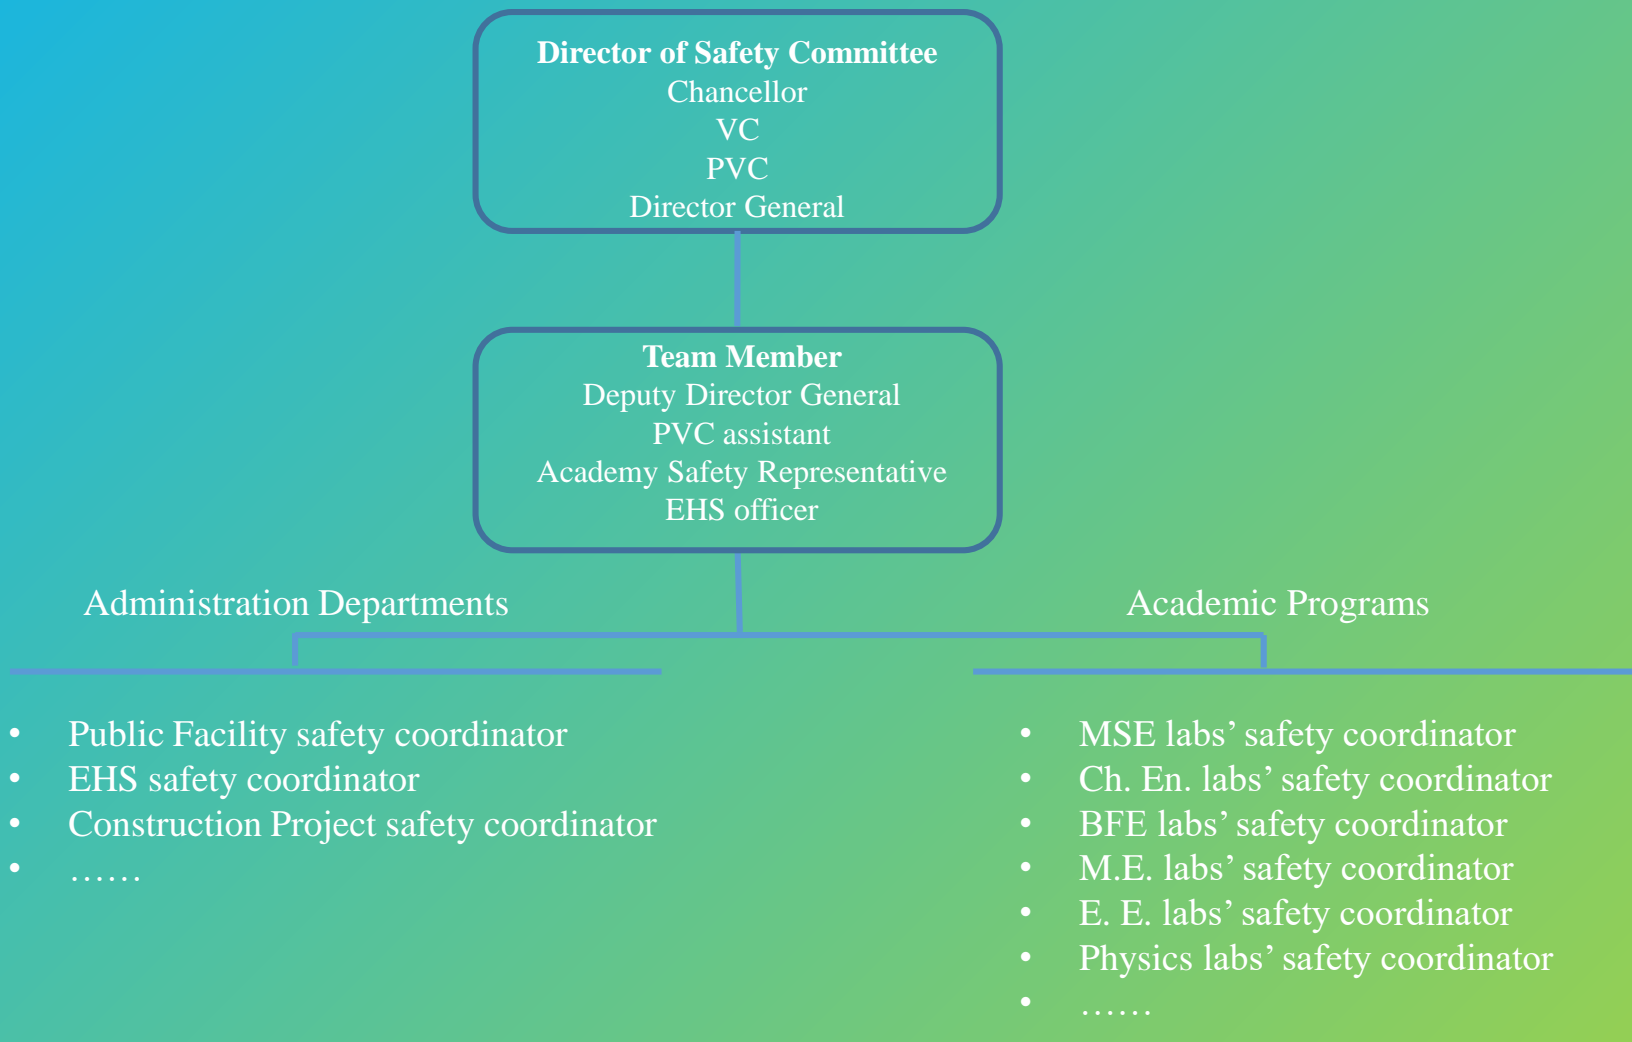 Director of Safety Committee
Chancellor
VC
PVC
Director General
Team Member
Deputy Director General
PVC assistant
Academy Safety Representative
EHS officer
Administration Departments
• Public Facility safety coordinator
• EHS safety coordinator
• Construction Project safety coordinator
• ……
Academic Programs
• MSE labs’ safety coordinator
• Ch. En. labs’ safety coordinator
• BFE labs’ safety coordinator
• M.E. labs’ safety coordinator
• E. E. labs’ safety coordinator
• Physics labs’ safety coordinator
• ……